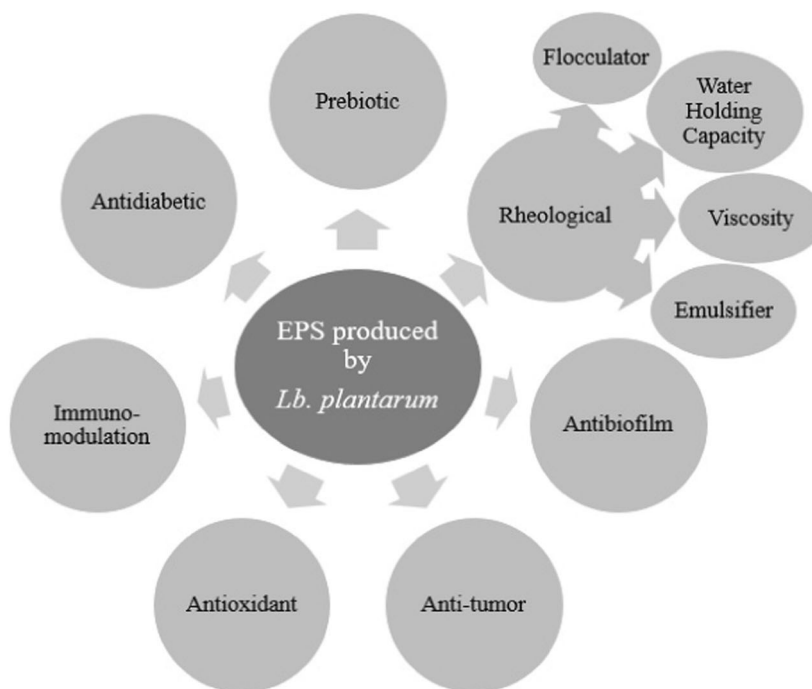 Flocculator
Water
Holding
Capacity
Prebiotic
Antidiabetic
Rheological
Viscosity
Emulsifier
EPS produced
by
Lb. plantarum
Immuno-
modulation
Antibiofilm
Antioxidant
Anti-tumor